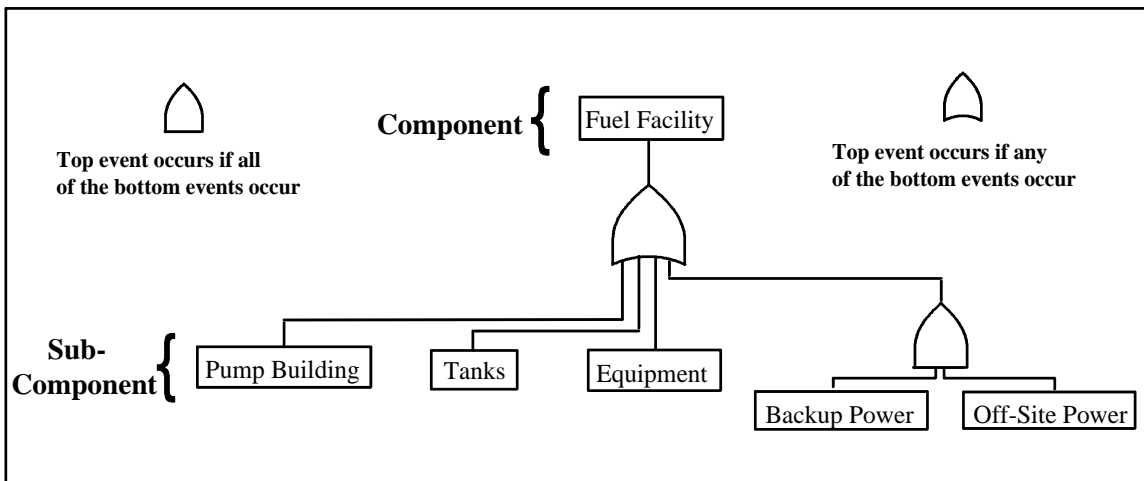 Component
Fuel Facility
Top event occurs if all
of the bottom events occur
Top event occurs if any
of the bottom events occur
Sub-
Component
Pump Building
Tanks
Equipment
Backup Power
Off-Site Power